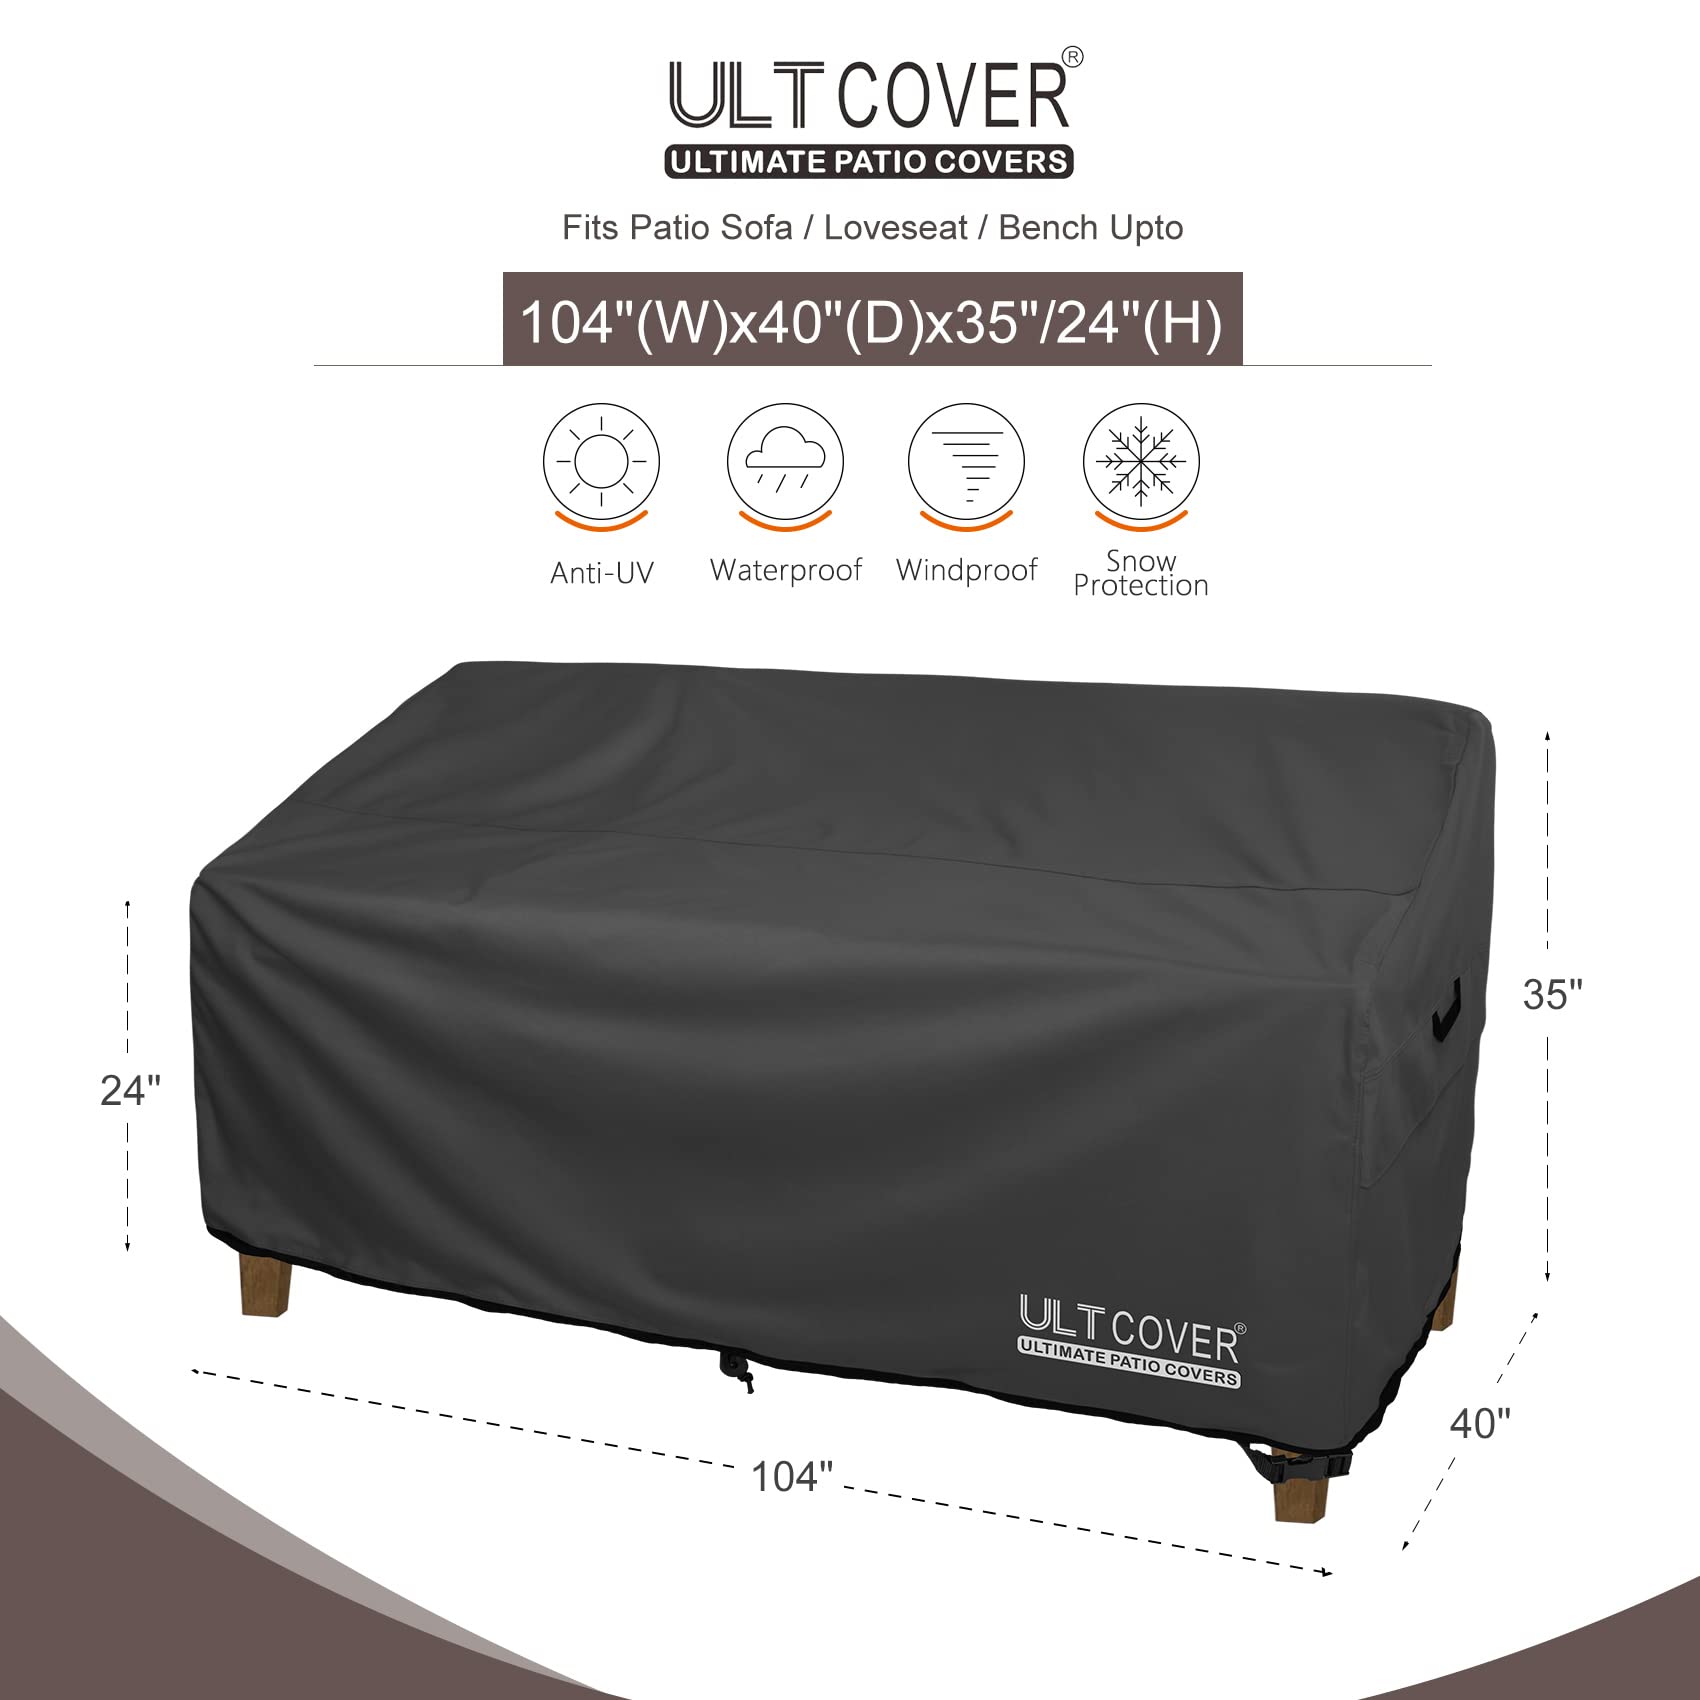 ULTCOVER®
ULTIMATE PATIO COVERS
Fits Patio Sofa / Loveseat / Bench Upto
104"(W)x40"(D)x35"/24"(H)
Anti-UV
Waterproof
Windproof
Snow
Protection
24"
35"
ULTCOVER®
ULTIMATE PATIO COVERS
40"
104"